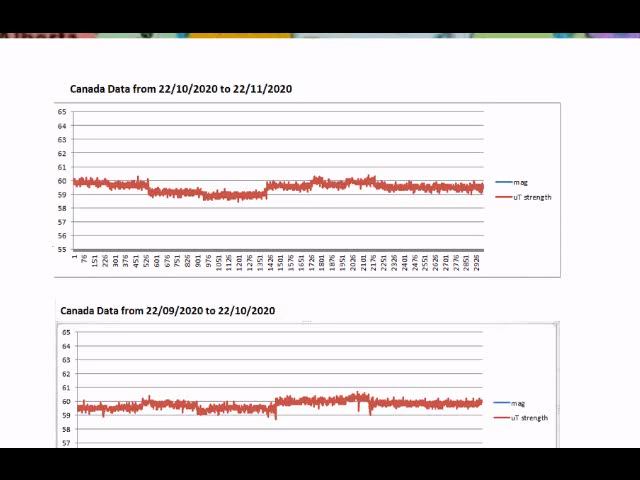 Canada Data from 22/10/2020 to 22/11/2020
65
64
63
62
61
60
59
58
57
56
55
1 76 151 226 301 376 451 526 601 676 751 826 901 976 1051 1126 1201 1276 1351 1426 1501 1576 1651 1726 1801 1876 1951 2026 2101 2176 2251 2326 2401 2476 2551 2626 2701 2776 2851 2926
mag
uT strength
Canada Data from 22/09/2020 to 22/10/2020
65
64
63
62
61
60
59
58
57
mag
uT strength